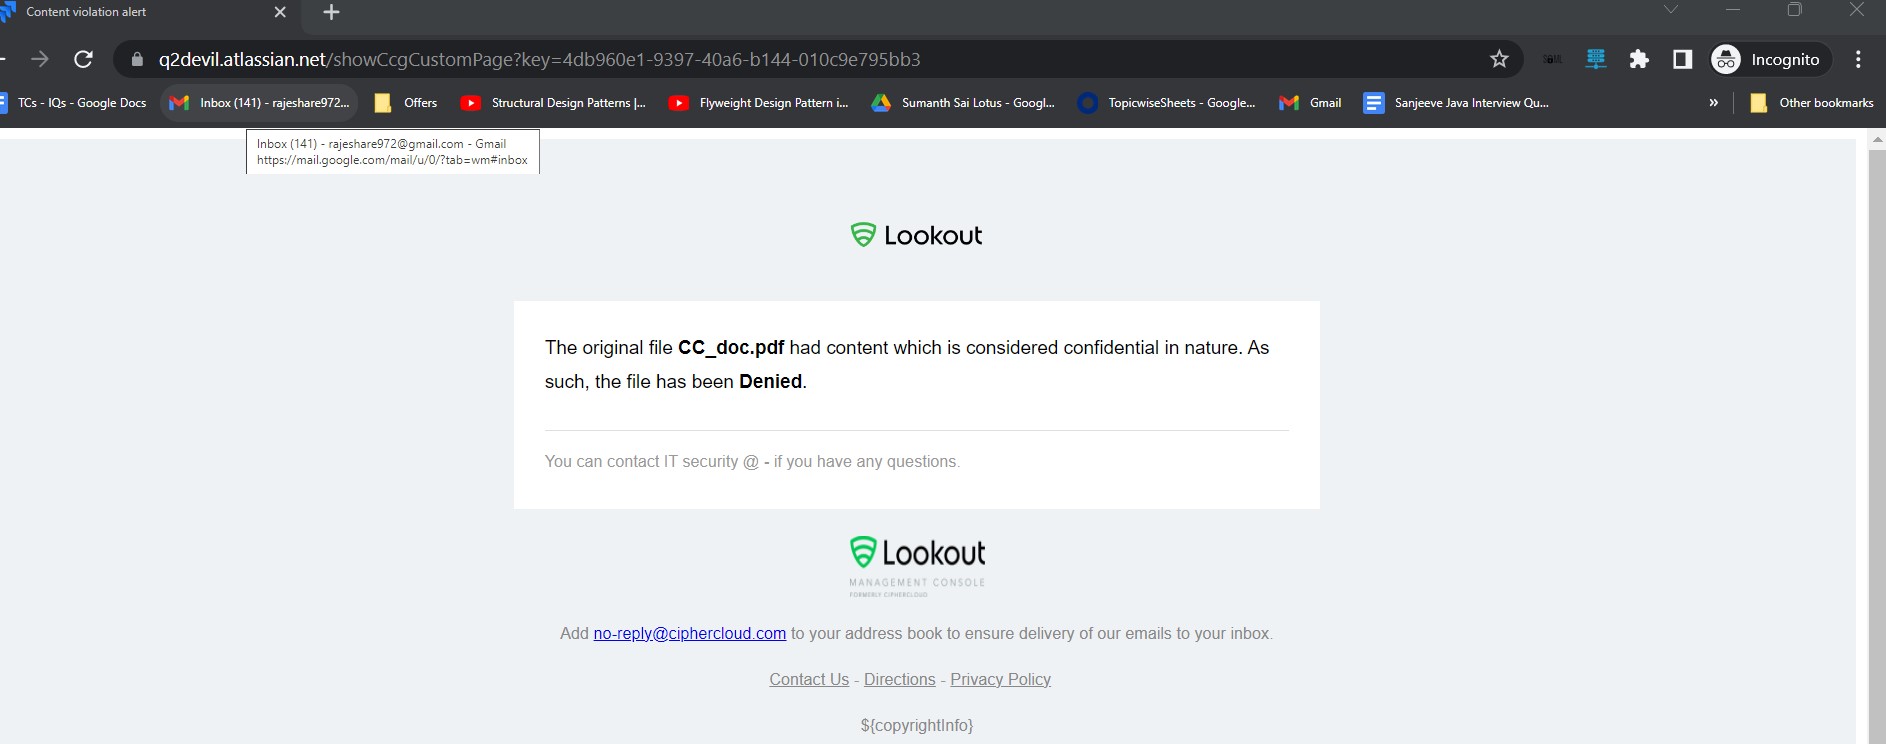 Content violation alert
q2devil.atlassian.net/showCcgCustomPage?key=4db960e1-9397-40a6-b144-010c9e795bb3
Incognito
TCs - IQs - Google Docs
Inbox (141) - rajeshare972...
Offers
Structural Design Patterns |...
Flyweight Design Pattern i...
Sumanth Sai Lotus - Googl...
TopicwiseSheets - Google...
Gmail
Sanjeeve Java Interview Qu...
»
Other bookmarks
Inbox (141) - rajeshare972@gmail.com - Gmail
https://mail.google.com/mail/u/0/?tab=wm#inbox
Lookout
The original file CC_doc.pdf had content which is considered confidential in nature. As
such, the file has been Denied.
You can contact IT security @ - if you have any questions.
Lookout
MANAGEMENT CONSOLE
FORMERLY CIPHERCLOUD
Add no-reply@ciphercloud.com to your address book to ensure delivery of our emails to your inbox.
Contact Us - Directions - Privacy Policy
${copyrightInfo}